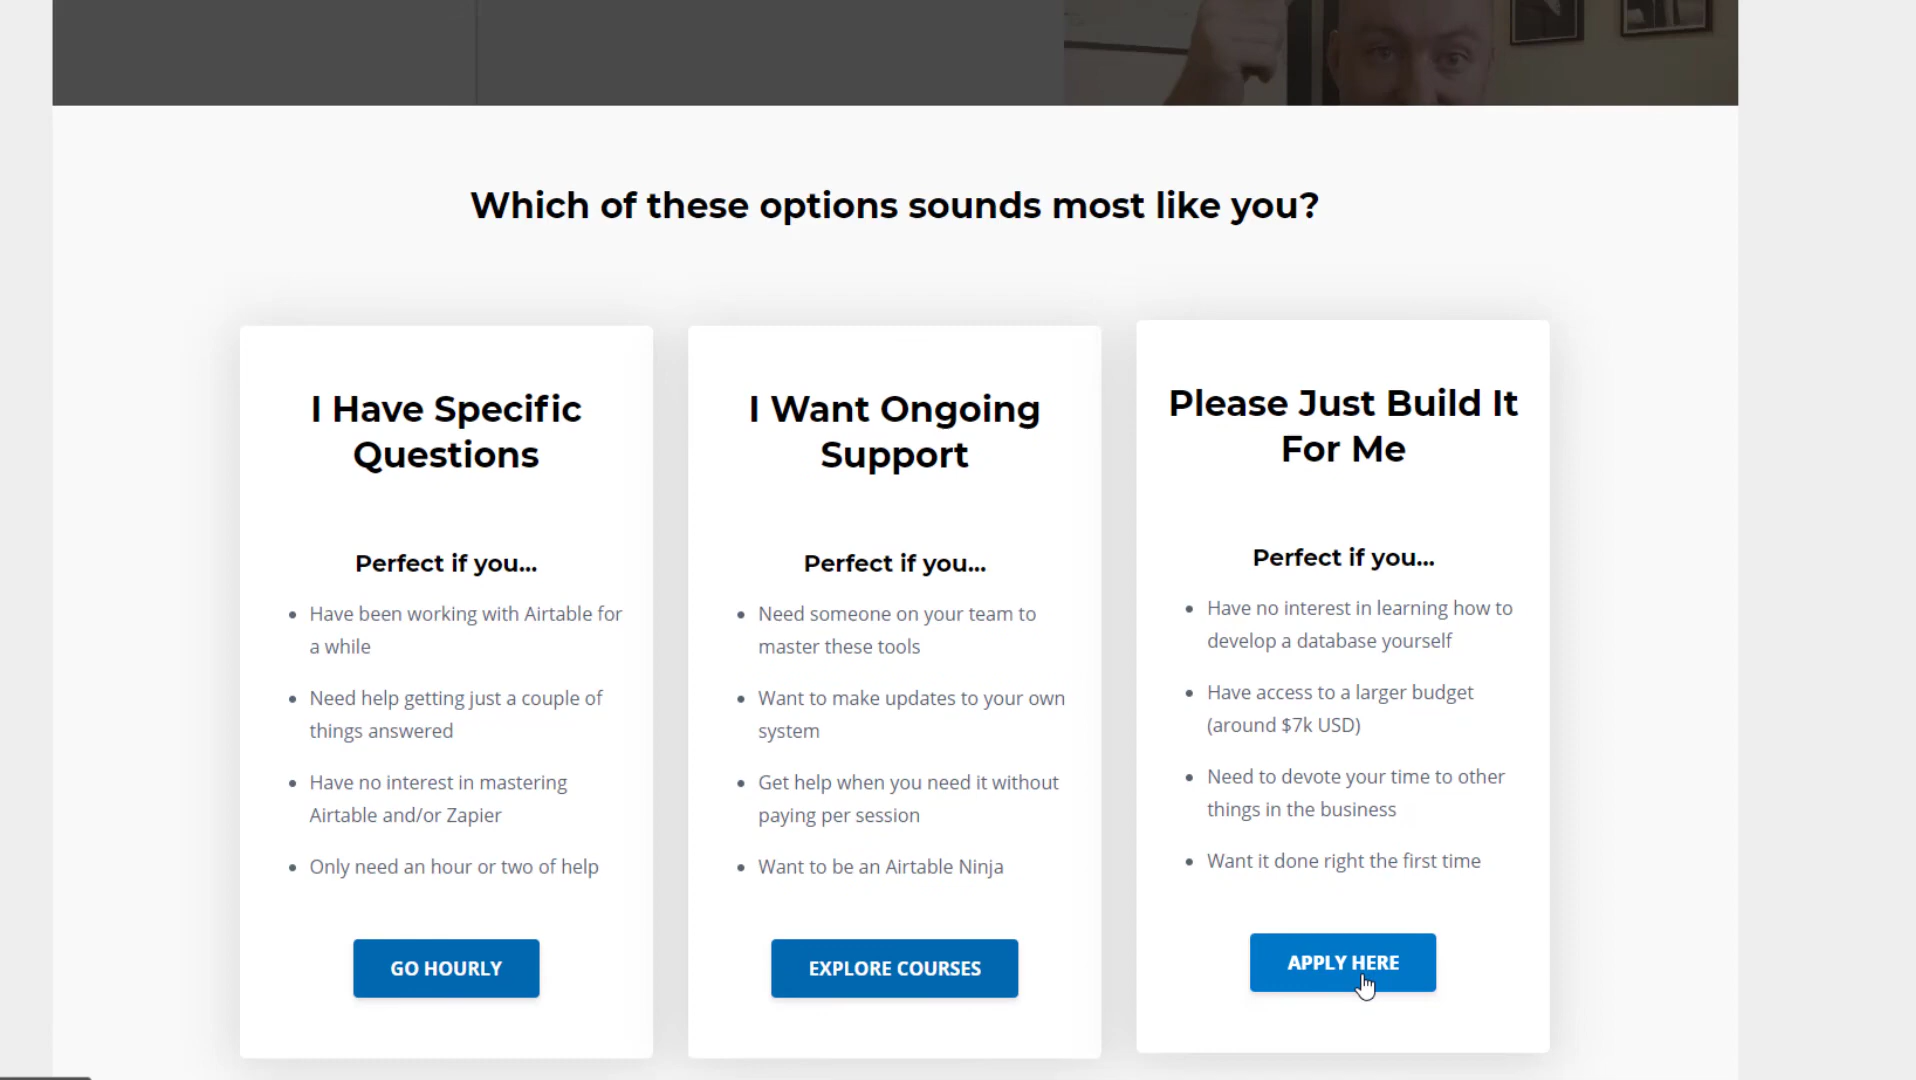 Which of these options sounds most like you?
I Have Specific
Questions
Perfect if you...
• Have been working with Airtable for
a while
• Need help getting just a couple of
things answered
• Have no interest in mastering
Airtable and/or Zapier
• Only need an hour or two of help
GO HOURLY
I Want Ongoing
Support
Perfect if you...
• Need someone on your team to
master these tools
• Want to make updates to your own
system
• Get help when you need it without
paying per session
• Want to be an Airtable Ninja
EXPLORE COURSES
Please Just Build It
For Me
Perfect if you...
• Have no interest in learning how to
develop a database yourself
• Have access to a larger budget
(around $7k USD)
• Need to devote your time to other
things in the business
• Want it done right the first time
APPLY HERE